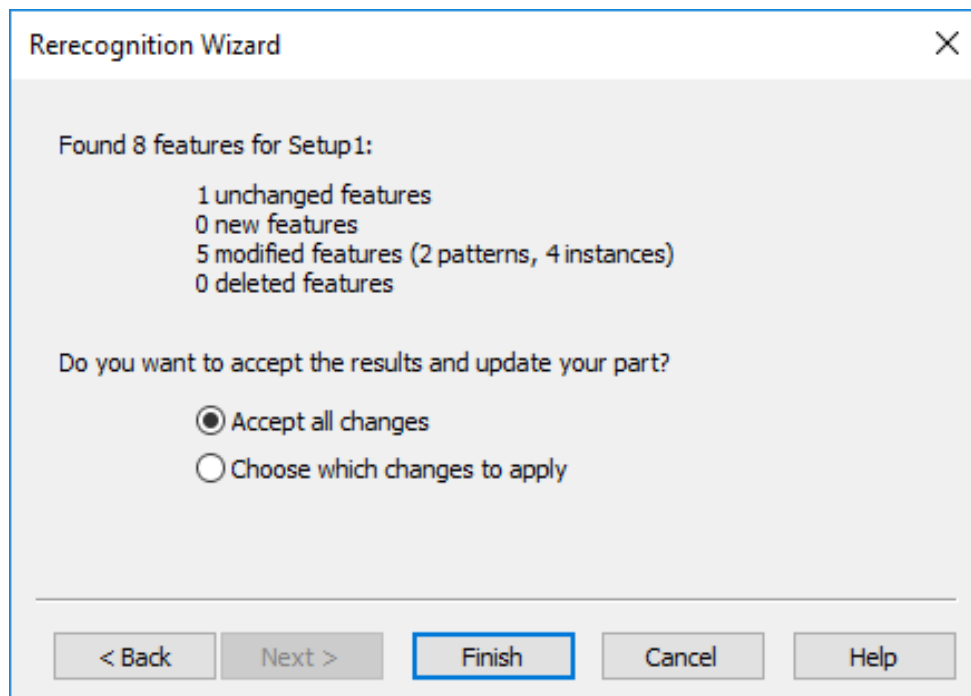 Rerecognition Wizard
Found 8 features for Setup1:
1 unchanged features
0 new features
5 modified features (2 patterns, 4 instances)
0 deleted features
Do you want to accept the results and update your part?
Accept all changes
Choose which changes to apply
< Back Next > Finish Cancel Help